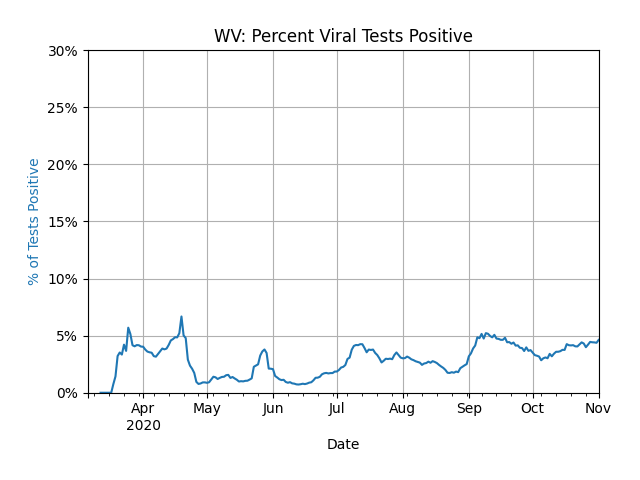 WV: Percent Viral Tests Positive
30%
25%
20%
15%
10%
5%
0%
% of Tests Positive
Apr May Jun Jul Aug Sep Oct Nov
2020
Date